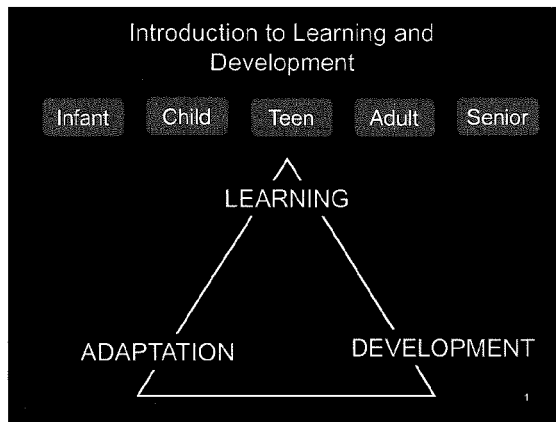 Introduction to Learning and
Development
Infant Child Teen Adult Senior
LEARNING
ADAPTATION DEVELOPMENT
1